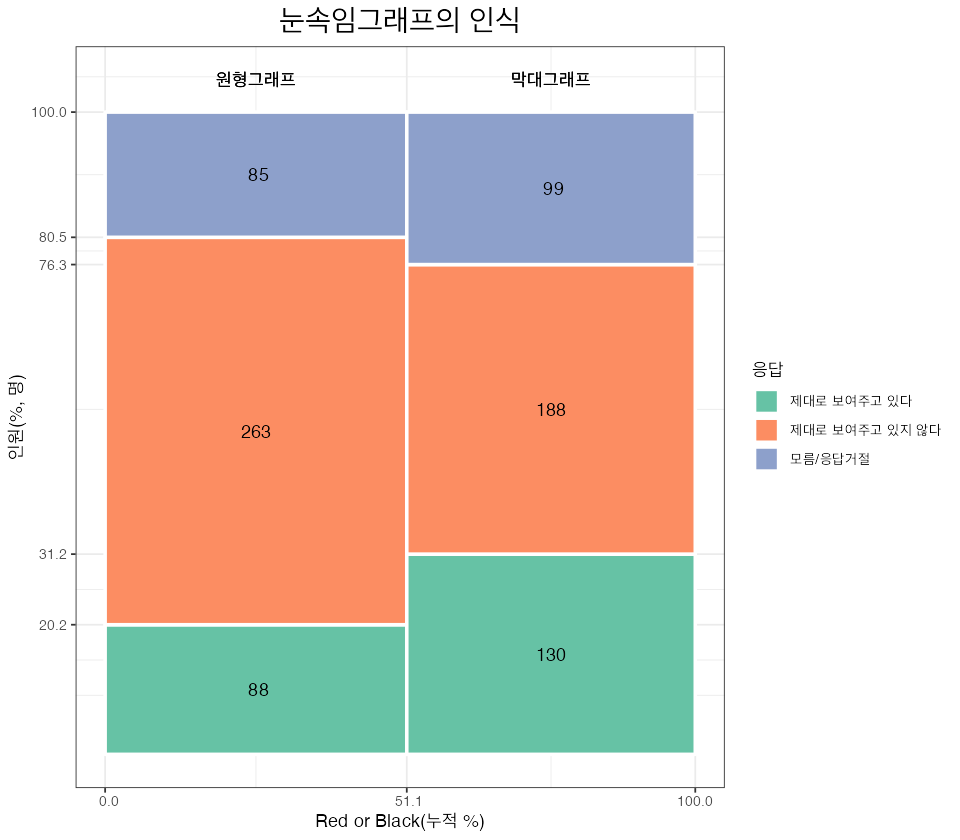 눈속임그래프의 인식
원형그래프
막대그래프
100.0
80.5
76.3
31.2
20.2
인원(%, 명)
85
99
263
188
88
130
0.0
51.1
100.0
Red or Black(누적 %)
응답
제대로 보여주고 있다
제대로 보여주고 있지 않다
모름/응답거절